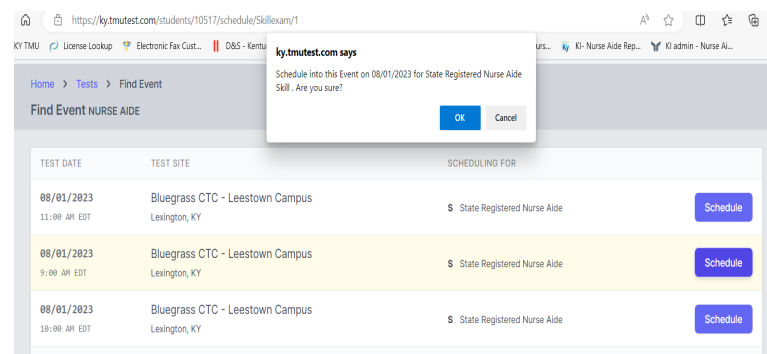 https://ky.tmutest.com/students/10517/schedule/Skillexam/1
KY TMU License Lookup Electronic Fax Cust... D&S - Kentu urs... KI- Nurse Aide Rep... KI admin - Nurse Ai...
ky.tmutest.com says
Schedule into this Event on 08/01/2023 for State Registered Nurse Aide
Skill . Are you sure?
OK Cancel
Home > Tests > Find Event
Find Event NURSE AIDE
TEST DATE TEST SITE SCHEDULING FOR
08/01/2023 Bluegrass CTC - Leestown Campus
11:00 AM EDT Lexington, KY
S State Registered Nurse Aide Schedule
08/01/2023 Bluegrass CTC - Leestown Campus
9:00 AM EDT Lexington, KY
S State Registered Nurse Aide Schedule
08/01/2023 Bluegrass CTC - Leestown Campus
10:00 AM EDT Lexington, KY
S State Registered Nurse Aide Schedule